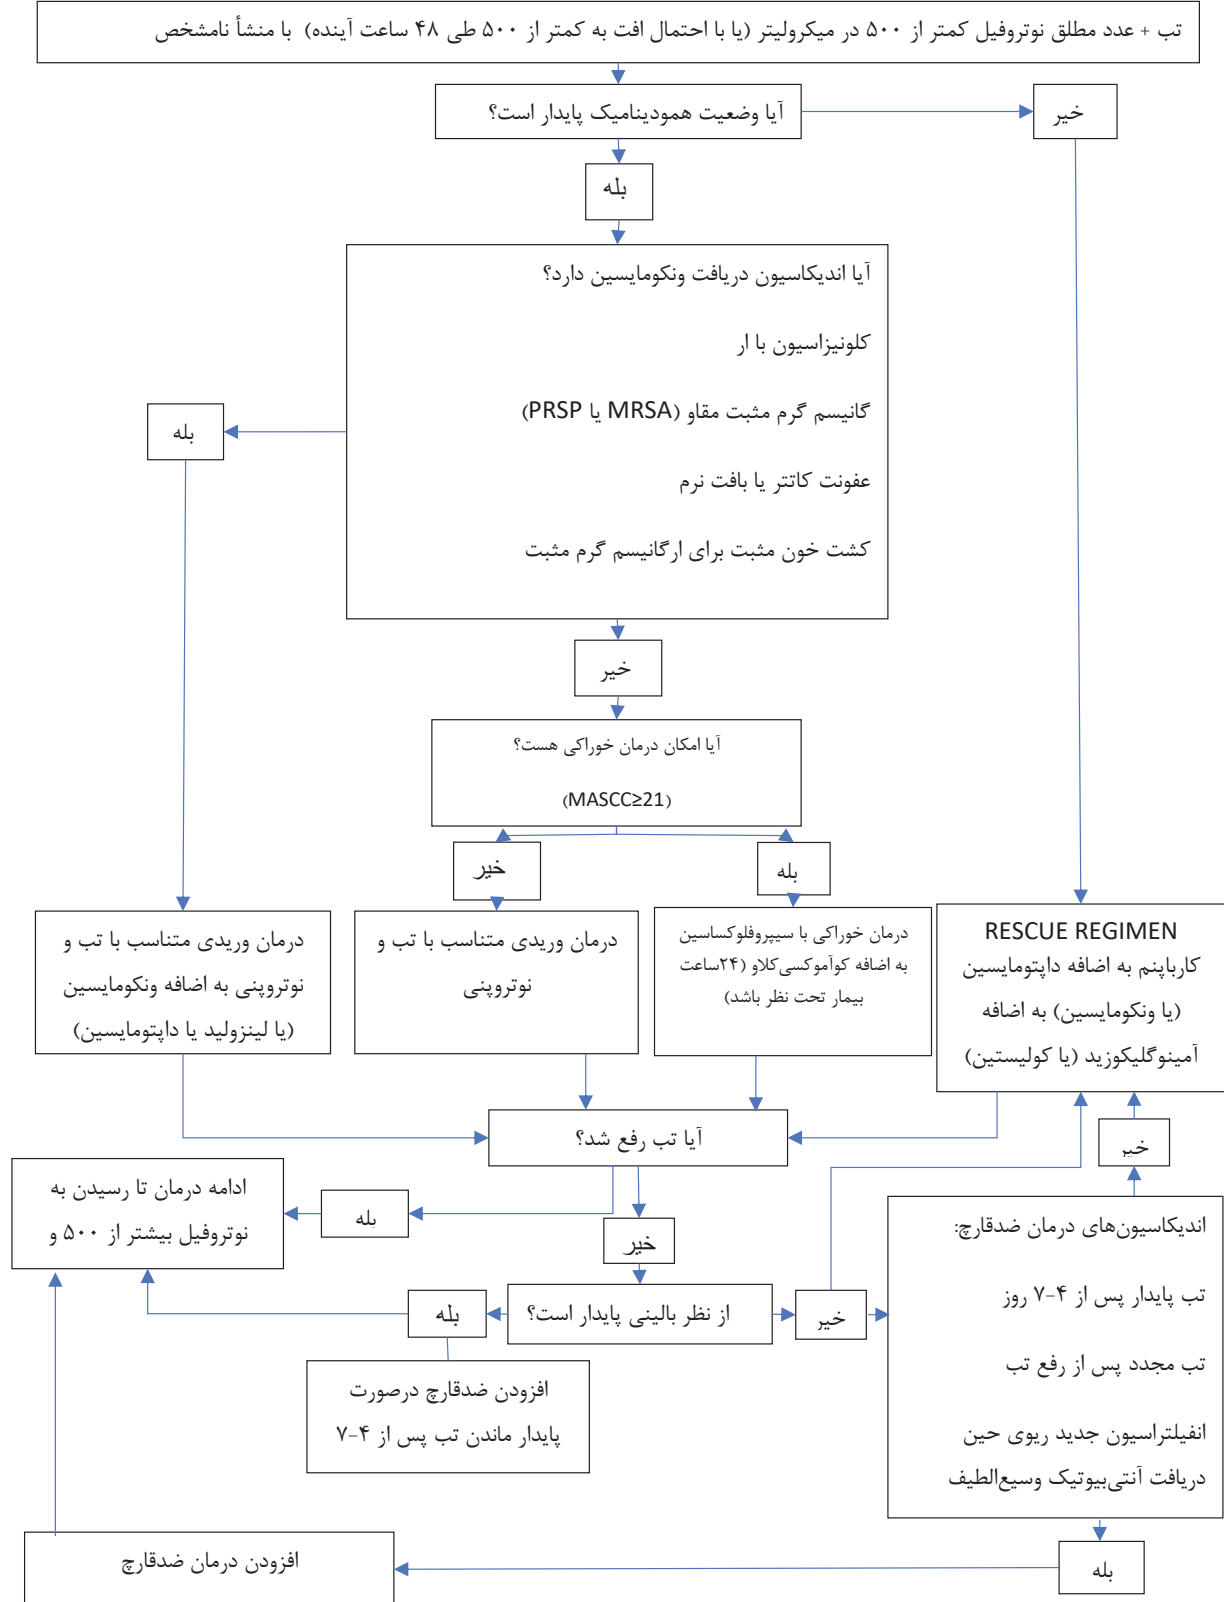 تب + عدد مطلق نوتروفیل کمتر از ۵۰۰ در میکرولیتر (یا با احتمال افت به کمتر از ۵۰۰ طی ۴۸ ساعت آینده) با منشأ نامشخص
آیا وضعیت همودینامیک پایدار است؟
خیر
بله
آیا اندیکاسیون دریافت ونکومایسین دارد؟
کلونیزاسیون با ار
گانیسم گرم مثبت مقاو (MRSA یا PRSP)
عفونت کاتتر یا بافت نرم
کشت خون مثبت برای ارگانیسم گرم مثبت
بله
خیر
آیا امکان درمان خوراکی هست؟
(MASCC≥21)
بله
خیر
RESCUE REGIMEN
کارباپنم به اضافه داپتومایسین
(یا ونکومایسین) به اضافه
آمینوگلیکوزید (یا کولیستین)
درمان خوراکی با سیپروفلوکساسین
به اضافه کوآموکسی‌کلاو (۲۴ساعت
بیمار تحت نظر باشد)
درمان وریدی متناسب با تب و
نوتروپنی
درمان وریدی متناسب با تب و
نوتروپنی به اضافه ونکومایسین
(یا لینزولید یا داپتومایسین)
آیا تب رفع شد؟
خیر
بله
خیر
ادامه درمان تا رسیدن به
نوتروفیل بیشتر از ۵۰۰ و
از نظر بالینی پایدار است؟
خیر
بله
اندیکاسیون‌های درمان ضدقارچ:
تب پایدار پس از ۴-۷ روز
تب مجدد پس از رفع تب
انفیلتراسیون جدید ریوی حین
دریافت آنتی‌بیوتیک وسیع‌الطیف
افزودن ضدقارچ درصورت
پایدار ماندن تب پس از ۴-۷
بله
افزودن درمان ضدقارچ